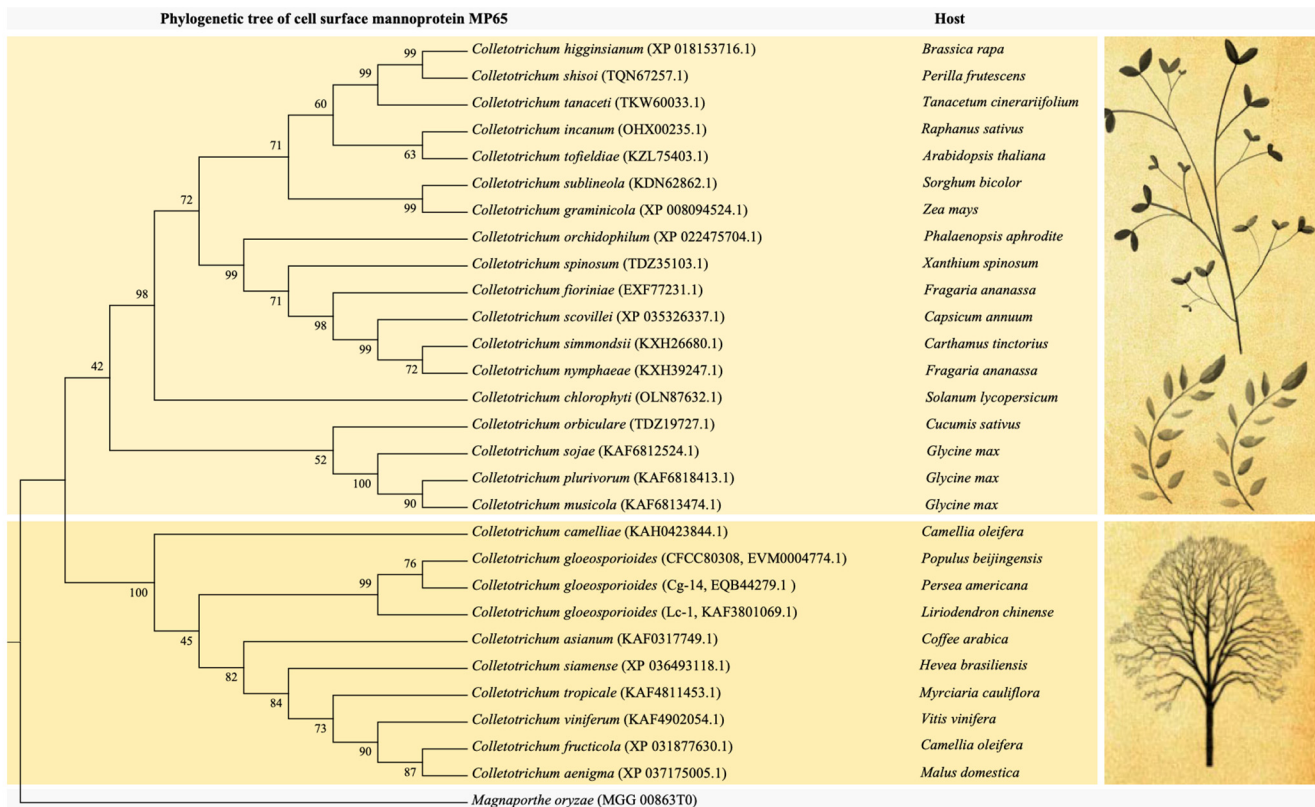 Phylogenetic tree of cell surface mannoprotein MP65 Host
99 Colletotrichum higginsianum (XP 018153716.1) Brassica rapa
99 Colletotrichum shisoi (TQN67257.1) Perilla frutescens
60 Colletotrichum tanaceti (TKW60033.1) Tanacetum cinerariifolium
Colletotrichum incanum (OHX00235.1) Raphanus sativus
71 63 Colletotrichum tofieldiae (KZL75403.1) Arabidopsis thaliana
Colletotrichum sublineola (KDN62862.1) Sorghum bicolor
72 99 Colletotrichum graminicola (XP 008094524.1) Zea mays
Colletotrichum orchidophilum (XP 022475704.1) Phalaenopsis aphrodite
99 Colletotrichum spinosum (TDZ35103.1) Xanthium spinosum
98 71 Colletotrichum fioriniae (EXF77231.1) Fragaria ananassa
98 Colletotrichum scovillei (XP 035326337.1) Capsicum annuum
99 Colletotrichum simmondsii (KXH26680.1) Carthamus tinctorius
42 72 Colletotrichum nymphaeae (KXH39247.1) Fragaria ananassa
Colletotrichum chlorophyti (OLN87632.1) Solanum lycopersicum
Colletotrichum orbiculare (TDZ19727.1) Cucumis sativus
52 Colletotrichum sojae (KAF6812524.1) Glycine max
100 Colletotrichum plurivorum (KAF6818413.1) Glycine max
90 Colletotrichum musicola (KAF6813474.1) Glycine max
Colletotrichum camelliae (KAH0423844.1) Camellia oleifera
76 Colletotrichum gloeosporioides (CFCC80308, EVM0004774.1) Populus beijingensis
100 99 Colletotrichum gloeosporioides (Cg-14, EQB44279.1 ) Persea americana
Colletotrichum gloeosporioides (Lc-1, KAF3801069.1) Liriodendron chinense
45 Colletotrichum asianum (KAF0317749.1) Coffee arabica
82 Colletotrichum siamense (XP 036493118.1) Hevea brasiliensis
84 Colletotrichum tropicale (KAF4811453.1) Myrciaria cauliflora
73 Colletotrichum viniferum (KAF4902054.1) Vitis vinifera
90 Colletotrichum fructicola (XP 031877630.1) Camellia oleifera
87 Colletotrichum aenigma (XP 037175005.1) Malus domestica
Magnaporthe oryzae (MGG 00863T0)